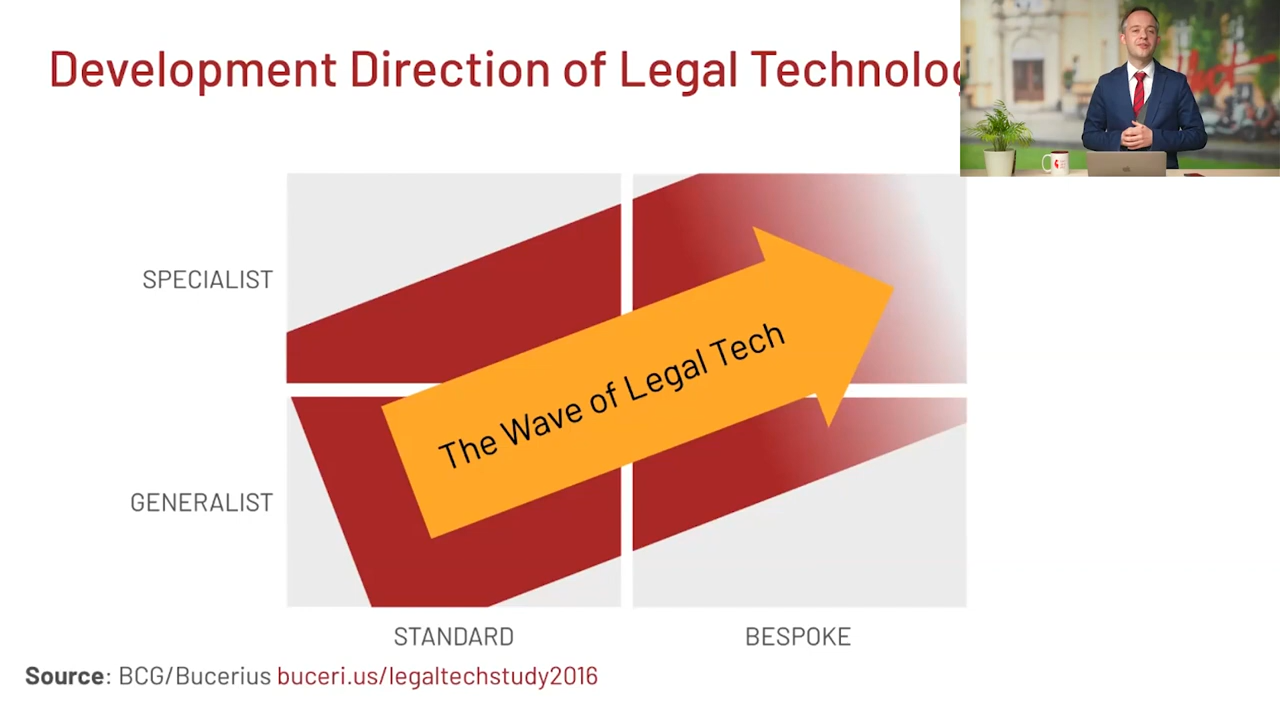 Development Direction of Legal
SPECIALIST
The Wave of Legal Tech
GENERALIST
STANDARD
BESPOKE
Source: BCG/Bucerius buceri.us/legaltechstudy2016